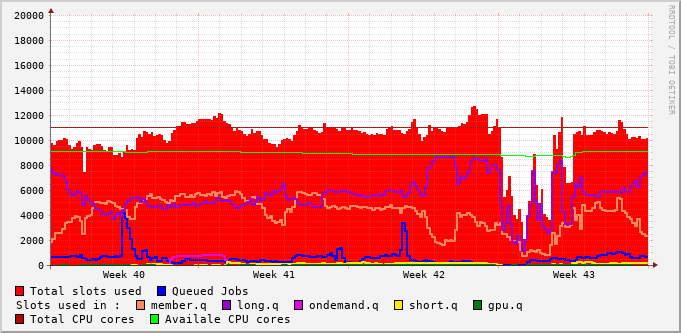 RRDTOOL / TOBI OETIKER
20000
18000
16000
14000
12000
10000
8000
6000
4000
2000
0
Week 40 Week 41 Week 42 Week 43
Total slots used Queued Jobs
Slots used in : member.q long.q ondemand.q short.q gpu.q
Total CPU cores Availale CPU cores